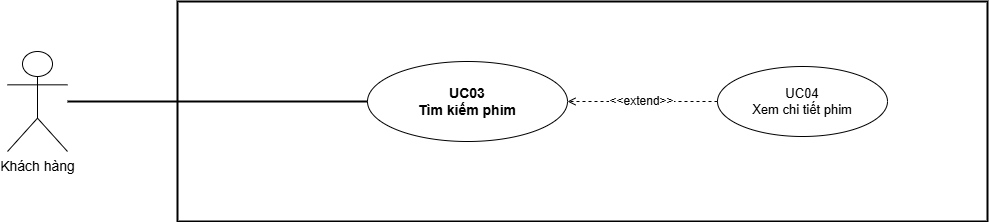 UC03
Tìm kiếm phim
<<extend>>
UC04
Xem chi tiết phim
Khách hàng